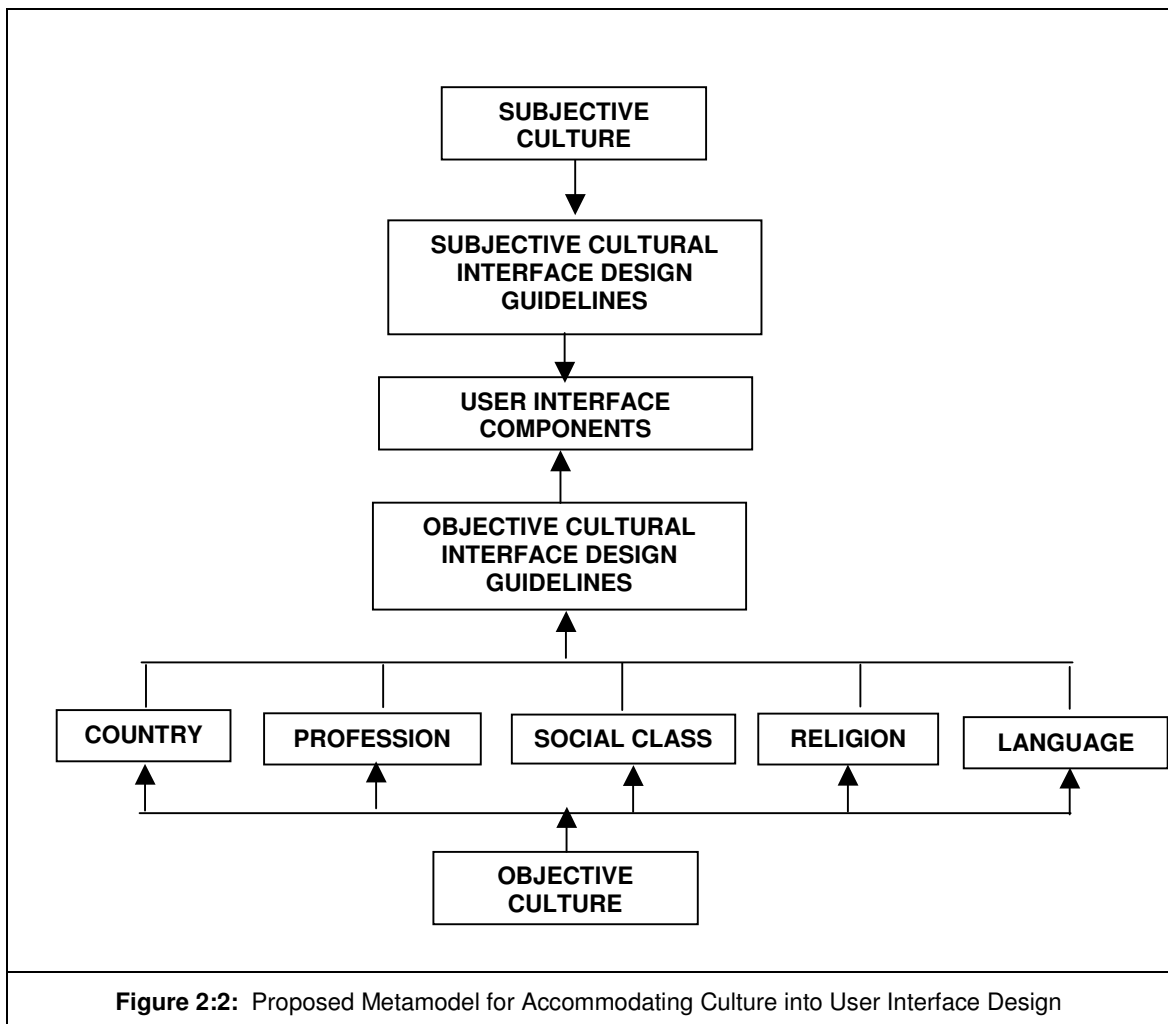 SUBJECTIVE
CULTURE
SUBJECTIVE CULTURAL
INTERFACE DESIGN
GUIDELINES
USER INTERFACE
COMPONENTS
OBJECTIVE CULTURAL
INTERFACE DESIGN
GUIDELINES
COUNTRY
PROFESSION
SOCIAL CLASS
RELIGION
LANGUAGE
OBJECTIVE
CULTURE
Figure 2:2: Proposed Metamodel for Accommodating Culture into User Interface Design